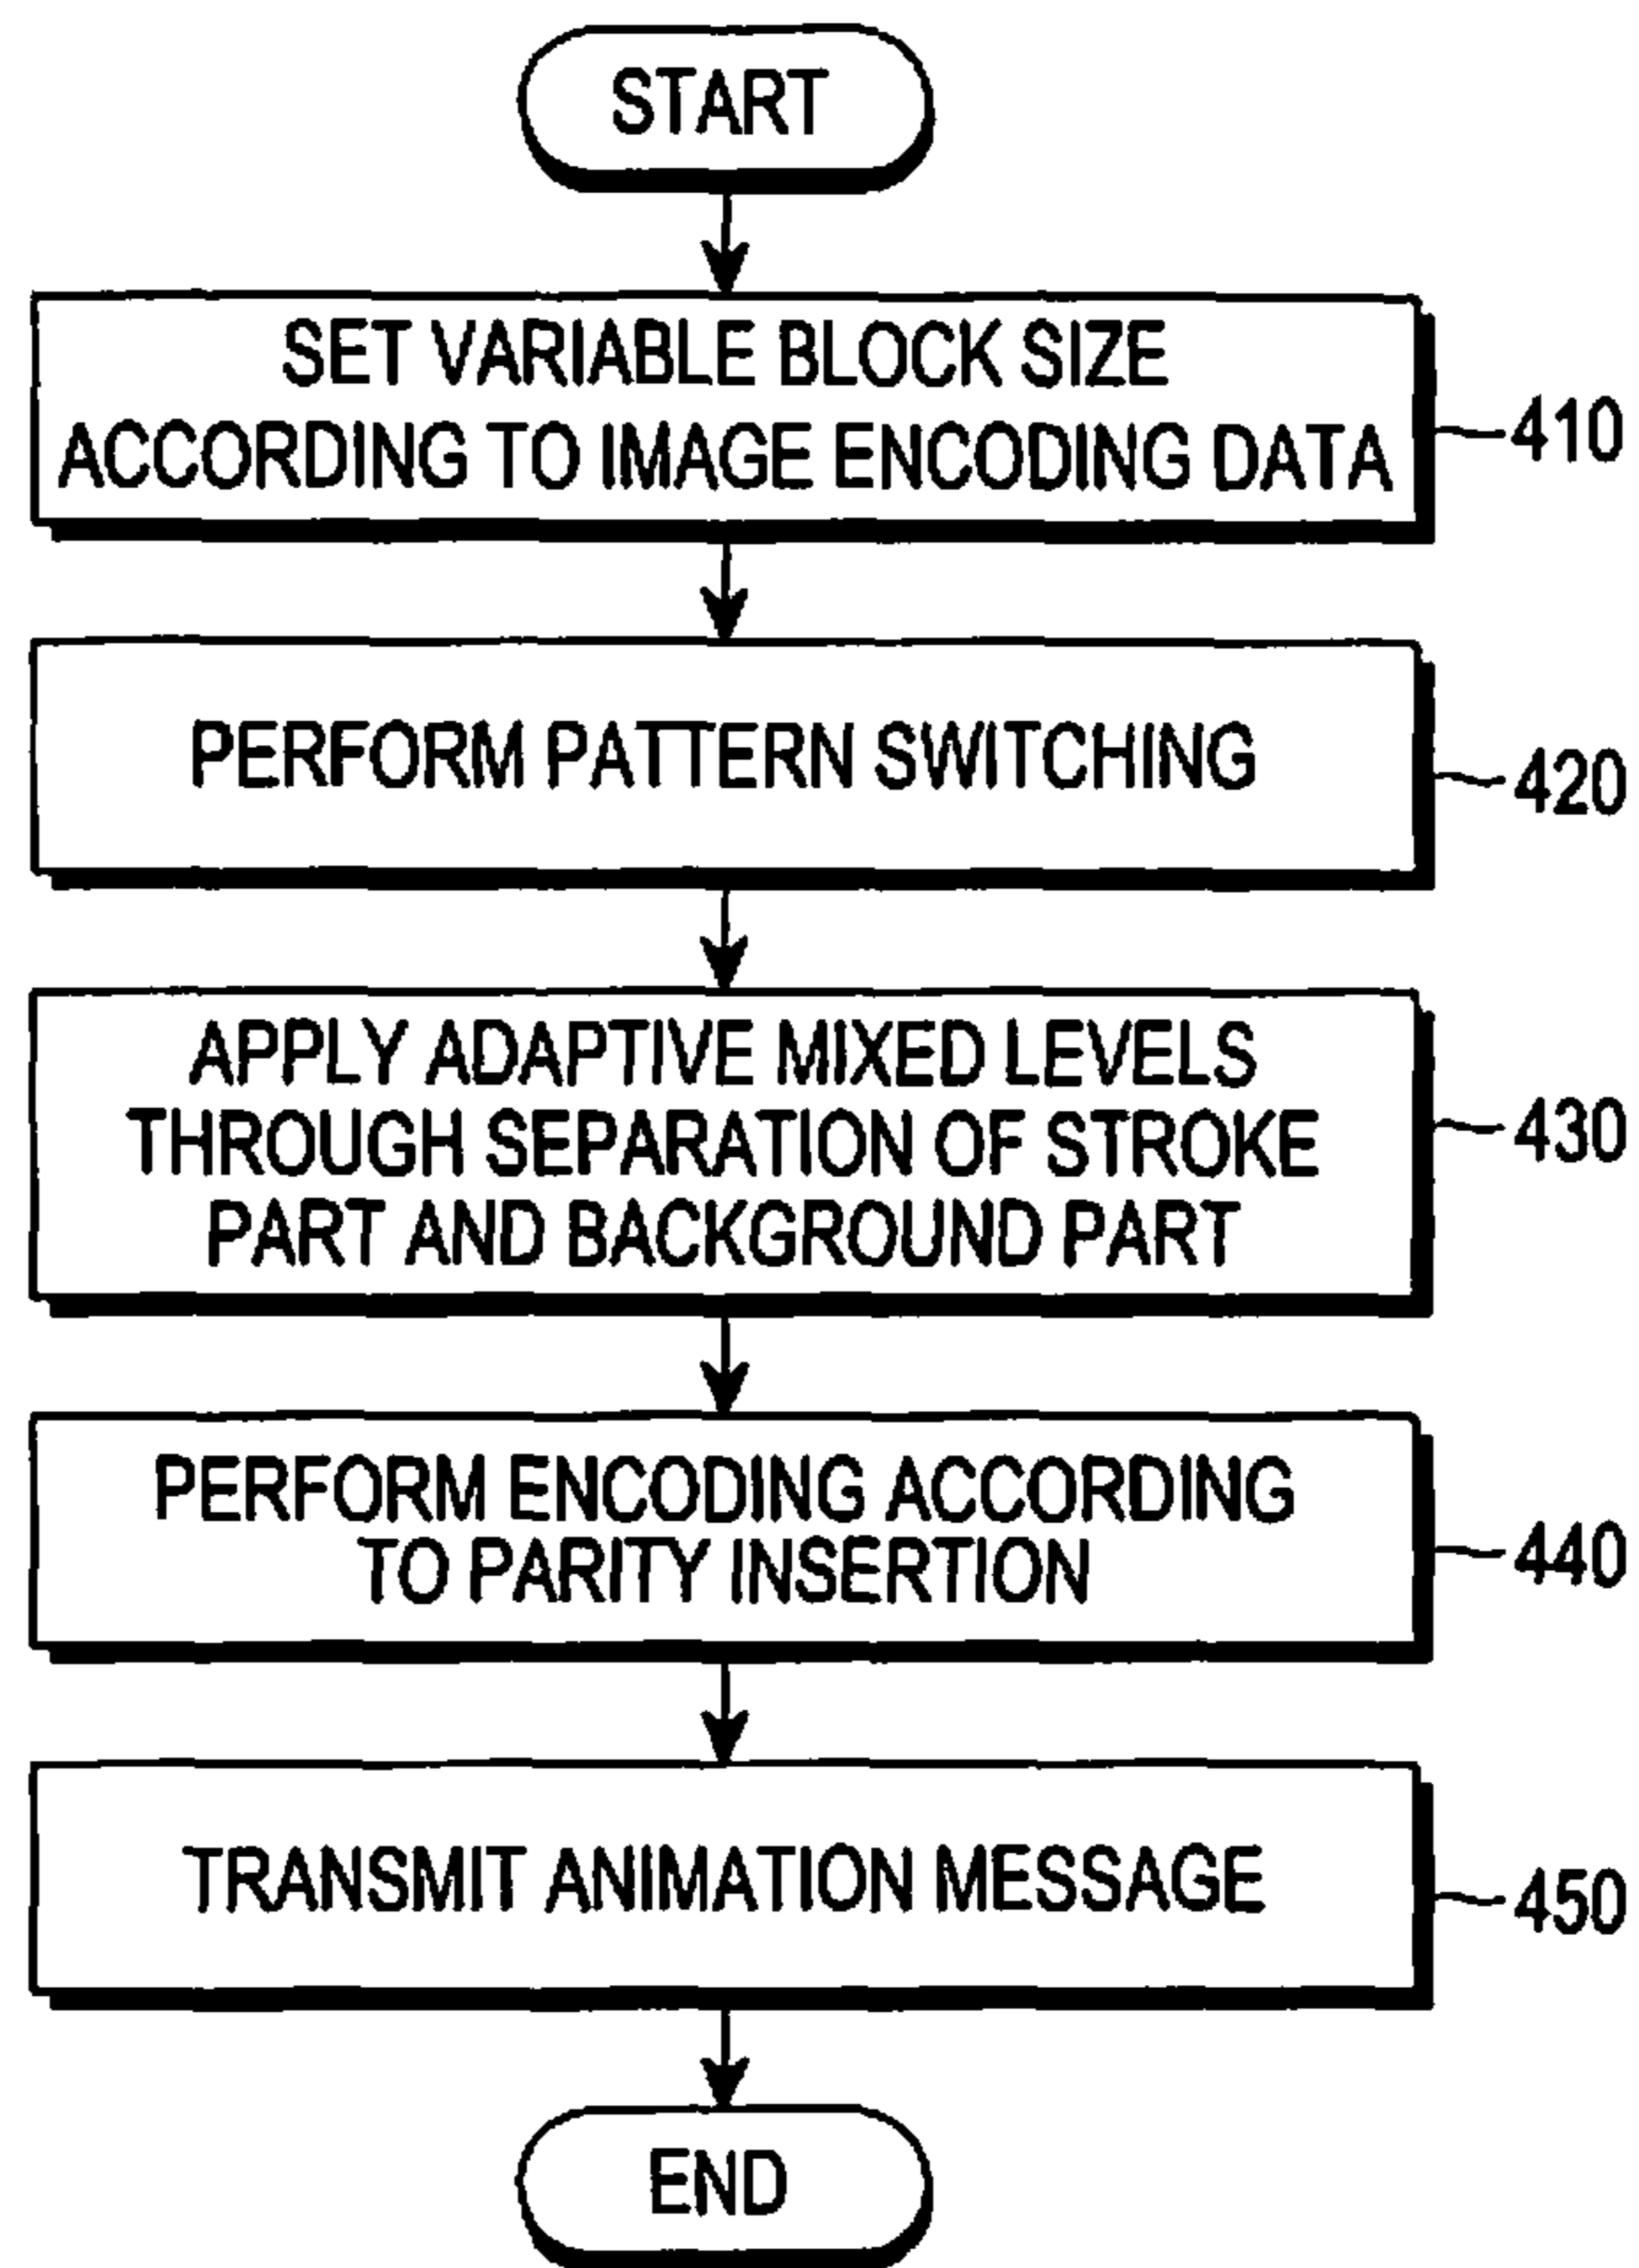 START
SET VARIABLE BLOCK SIZE
ACCORDING TO IMAGE ENCODING DATA
410
PERFORM PATTERN SWITCHING
420
APPLY ADAPTIVE MIXED LEVELS
THROUGH SEPARATION OF STROKE
PART AND BACKGROUND PART
430
PERFORM ENCODING ACCORDING
TO PARITY INSERTION
440
TRANSMIT ANIMATION MESSAGE
450
END